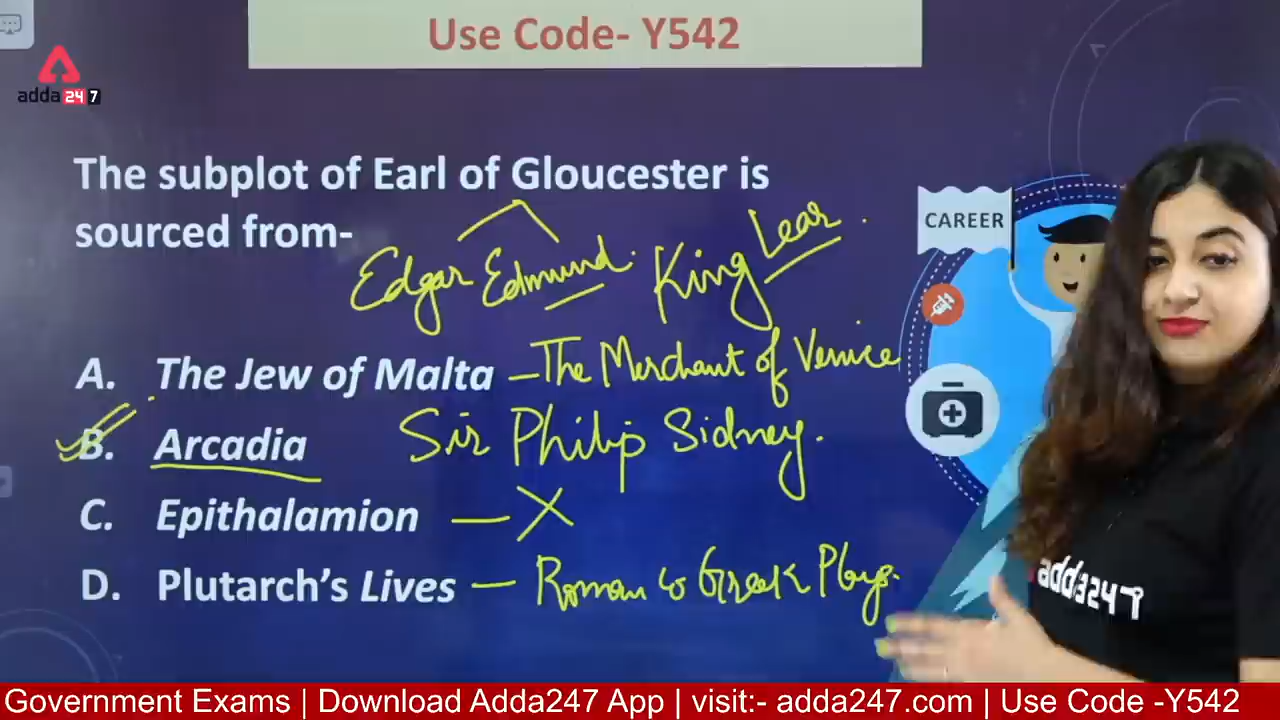 Use Code- Y542
adda247
The subplot of Earl of Gloucester is
sourced from-
Edgar Edmund. King Lear.
CAREER
A. The Jew of Malta – The Merchant of Venice
B. Arcadia Sir Philip Sidney.
C. Epithalamion – X
D. Plutarch's Lives – Roman & Greek Plays.
adda247
Government Exams | Download Adda247 App | visit:- adda247.com | Use Code -Y542